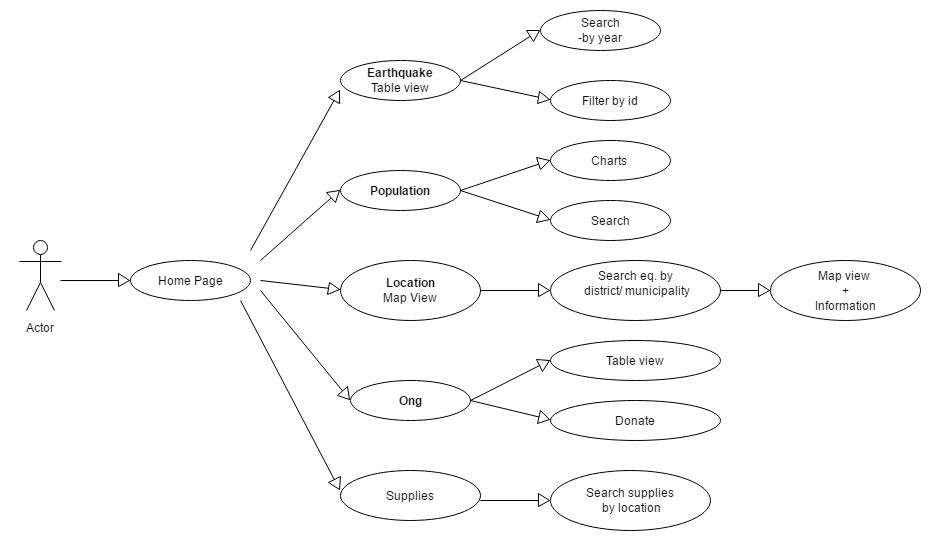 Search
-by year
Earthquake
Table view
Filter by id
Charts
Population
Search
Home Page
Actor
Location
Map View
Search eq. by
district/ municipality
Map view
+
Information
Table view
Ong
Donate
Supplies
Search supplies
by location